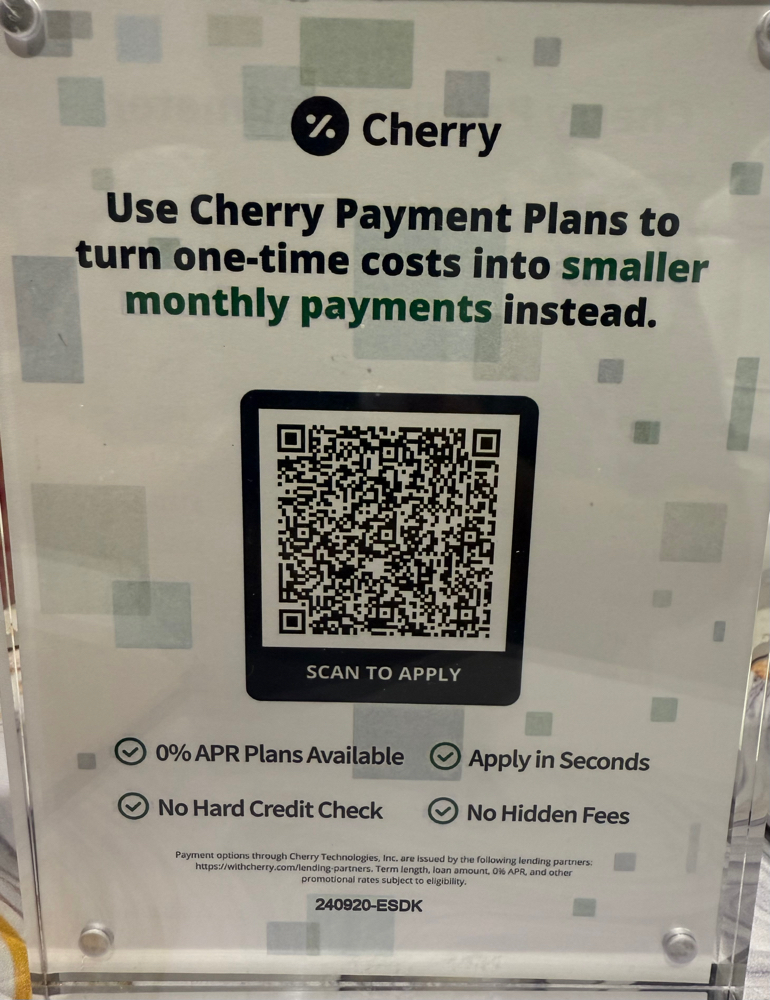 Cherry
Use Cherry Payment Plans to
turn one-time costs into smaller
monthly payments instead.
SCAN TO APPLY
0% APR Plans Available
Apply in Seconds
No Hard Credit Check
No Hidden Fees
Payment options through Cherry Technologies, Inc. are issued by the following lending partners:
https://withcherry.com/lending-partners. Term length, loan amount, 0% APR, and other
promotional rates subject to eligibility.
240920-ESDK